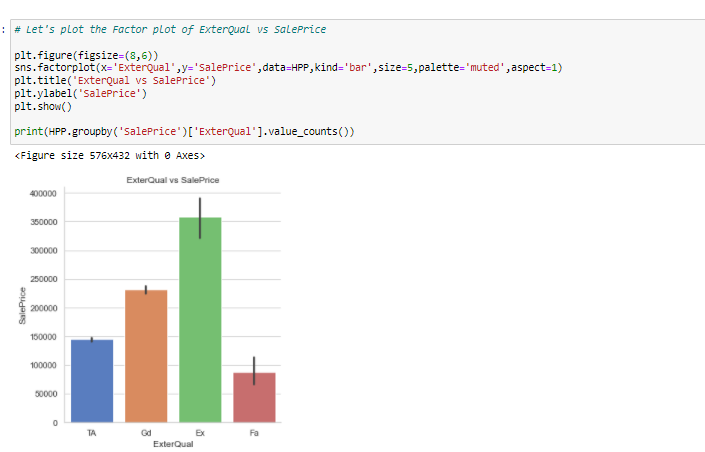 : # Let's plot the Factor plot of ExterQual vs SalePrice
plt.figure(figsize=(8,6))
sns.factorplot(x='ExterQual',y='SalePrice',data=HPP,kind='bar',size=5,palette='muted',aspect=1)
plt.title('ExterQual vs SalePrice')
plt.ylabel('SalePrice')
plt.show()
print(HPP.groupby('SalePrice')['ExterQual'].value_counts())
<Figure size 576x432 with 0 Axes>
ExterQual vs SalePrice
400000
350000
300000
250000
200000
150000
100000
50000
0
SalePrice
TA Gd Ex Fa
ExterQual